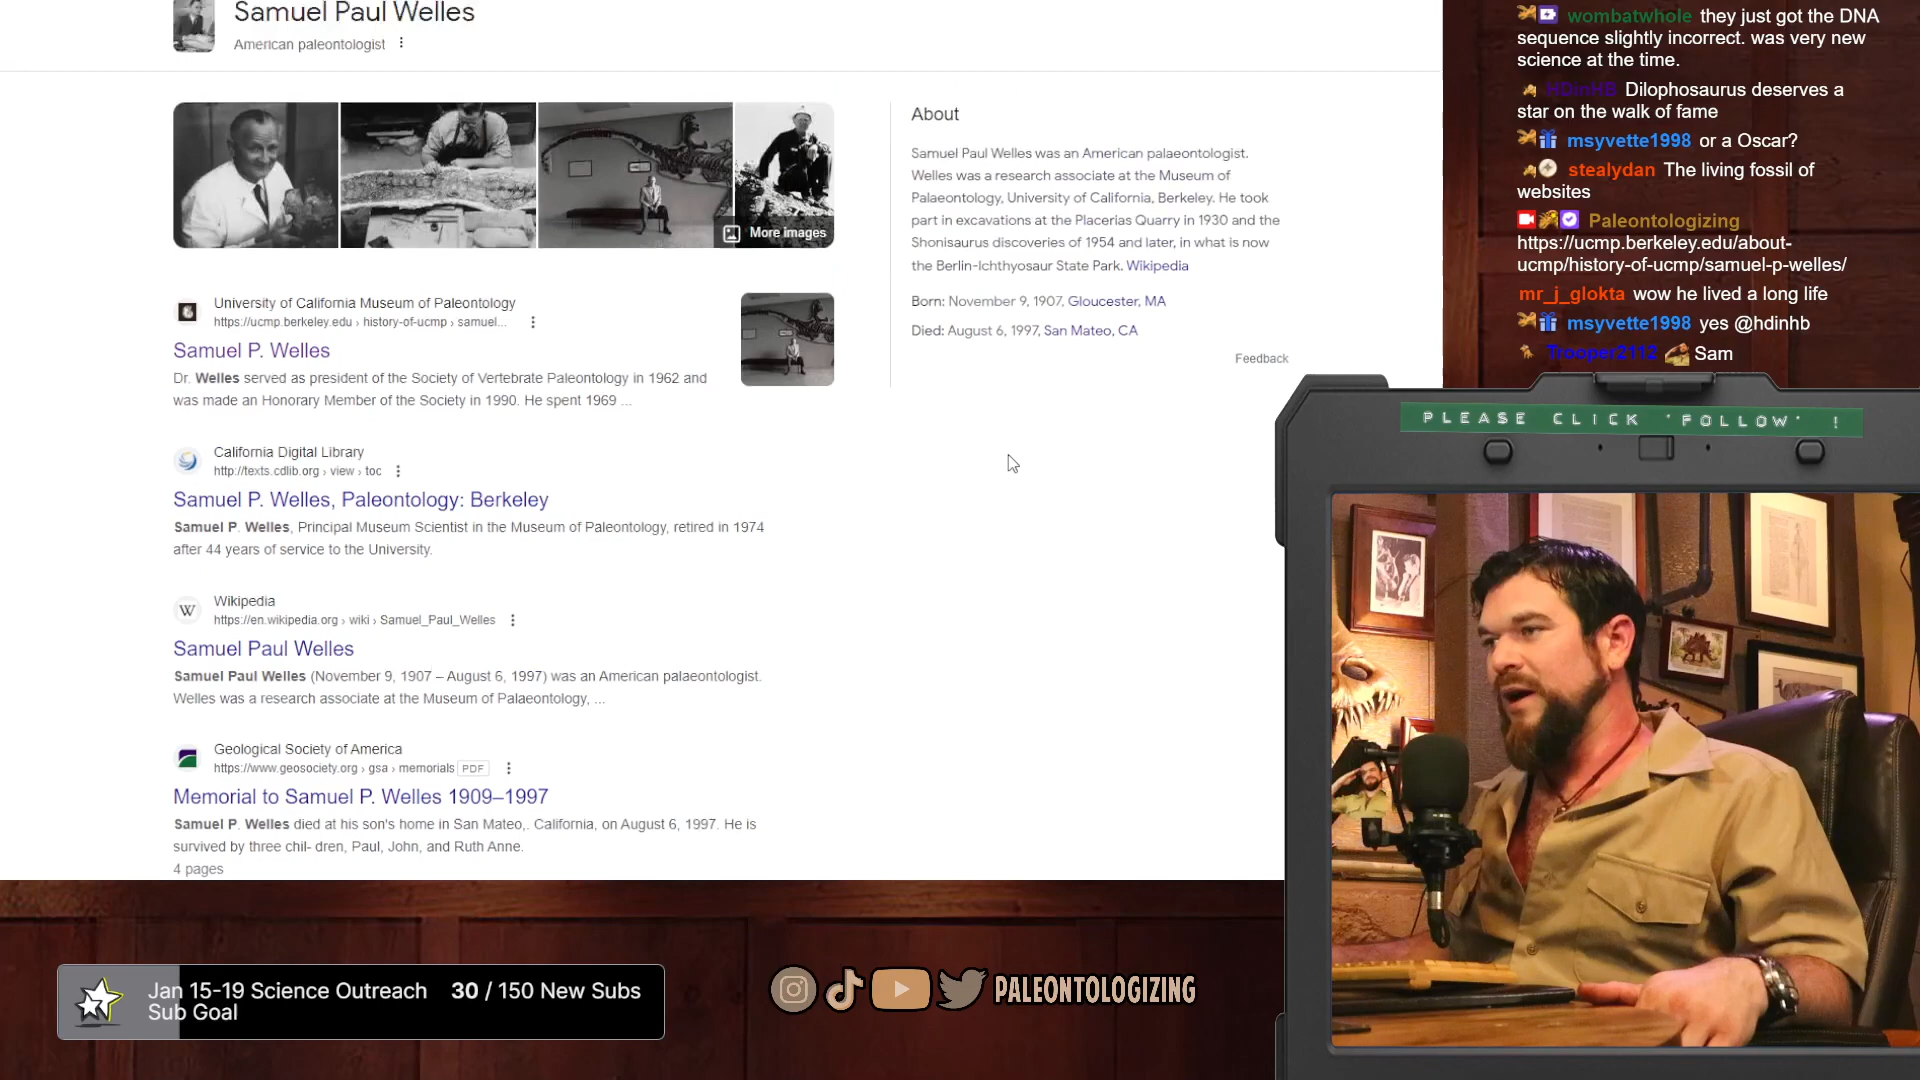 Samuel Paul Welles
American paleontologist
More images
University of California Museum of Paleontology
https://ucmp.berkeley.edu › history-of-ucmp › samuel...
Samuel P. Welles
Dr. Welles served as president of the Society of Vertebrate Paleontology in 1962 and
was made an Honorary Member of the Society in 1990. He spent 1969 ...
California Digital Library
http://texts.cdlib.org › view › toc
Samuel P. Welles, Paleontology: Berkeley
Samuel P. Welles, Principal Museum Scientist in the Museum of Paleontology, retired in 1974
after 44 years of service to the University.
W
Wikipedia
https://en.wikipedia.org › wiki › Samuel_Paul_Welles
Samuel Paul Welles
Samuel Paul Welles (November 9, 1907 – August 6, 1997) was an American palaeontologist.
Welles was a research associate at the Museum of Palaeontology, ...
Geological Society of America
https://www.geosociety.org › gsa › memorials PDF
Memorial to Samuel P. Welles 1909–1997
Samuel P. Welles died at his son's home in San Mateo,. California, on August 6, 1997. He is
survived by three chil- dren, Paul, John, and Ruth Anne.
4 pages
About
Samuel Paul Welles was an American palaeontologist.
Welles was a research associate at the Museum of
Palaeontology, University of California, Berkeley. He took
part in excavations at the Placerias Quarry in 1930 and the
Shonisaurus discoveries of 1954 and later, in what is now
the Berlin-Ichthyosaur State Park. Wikipedia
Born: November 9, 1907, Gloucester, MA
Died: August 6, 1997, San Mateo, CA
Feedback
wombatwhole they just got the DNA
sequence slightly incorrect. was very new
science at the time.
HDinHB Dilophosaurus deserves a
star on the walk of fame
msyvette1998 or a Oscar?
stealydan The living fossil of
websites
Paleontologizing
https://ucmp.berkeley.edu/about-
ucmp/history-of-ucmp/samuel-p-welles/
mr_j_glokta wow he lived a long life
msyvette1998 yes @hdinhb
Trooper2112 Sam
PLEASE CLICK 'FOLLOW' !
Jan 15-19 Science Outreach 30 / 150 New Subs
Sub Goal
PALEONTOLOGIZING